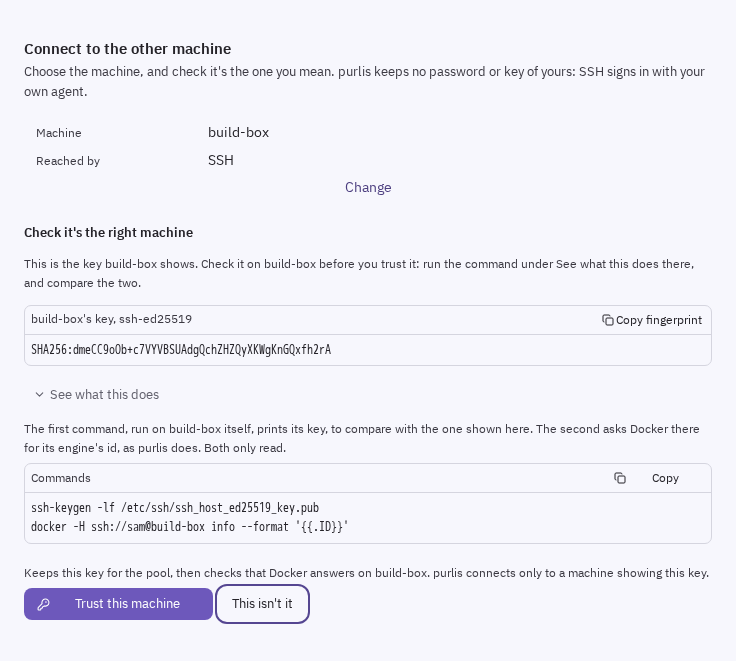 Connect to the other machine
Choose the machine, and check it's the one you mean. purlis keeps no password or key of yours: SSH signs in with your
own agent.
Machine build-box
Reached by SSH
Change
Check it's the right machine
This is the key build-box shows. Check it on build-box before you trust it: run the command under See what this does there,
and compare the two.
build-box's key, ssh-ed25519 Copy fingerprint
SHA256:dmeCC9oOb+c7VYVBSUAdgQchZHZQyXKWgKnGQxfh2rA
See what this does
The first command, run on build-box itself, prints its key, to compare with the one shown here. The second asks Docker there
for its engine's id, as purlis does. Both only read.
Commands Copy
ssh-keygen -lf /etc/ssh/ssh_host_ed25519_key.pub
docker -H ssh://sam@build-box info --format '{{.ID}}'
Keeps this key for the pool, then checks that Docker answers on build-box. purlis connects only to a machine showing this key.
Trust this machine This isn't it